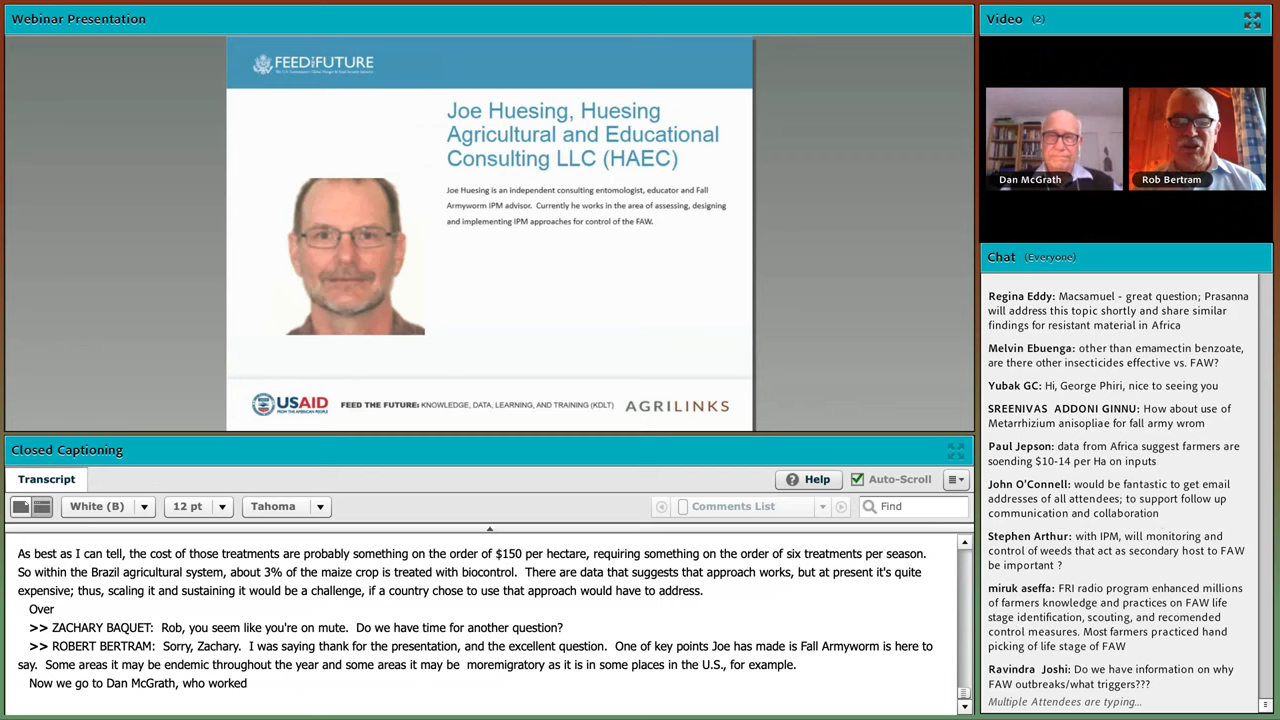 Webinar Presentation
FEED THE FUTURE
Joe Huesing, Huesing
Agricultural and Educational
Consulting LLC (HAEC)
Joe Huesing is an independent consulting entomologist, educator and Fall
Armyworm IPM advisor. Currently he works in the area of assessing, designing
and implementing IPM approaches for control of the FAW.
USAID
FROM THE AMERICAN PEOPLE
FEED THE FUTURE: KNOWLEDGE, DATA, LEARNING, AND TRAINING (KDLT)
AGRILINKS
Video (2)
Dan McGrath
Rob Bertram
Chat (Everyone)
Regina Eddy: Macsamuel - great question; Prasanna
will address this topic shortly and share similar
findings for resistant material in Africa
Melvin Ebuenga: other than emamectin benzoate,
are there other insecticides effective vs. FAW?
Yubak GC: Hi, George Phiri, nice to seeing you
SREENIVAS ADDONI GINNU: How about use of
Metarrhizium anisopliae for fall army wrom
Paul Jepson: data from Africa suggest farmers are
soending $10-14 per Ha on inputs
John O'Connell: would be fantastic to get email
addresses of all attendees; to support follow up
communication and collaboration
Stephen Arthur: with IPM, will monitoring and
control of weeds that act as secondary host to FAW
be important ?
miruk aseffa: FRI radio program enhanced millions
of farmers knowledge and practices on FAW life
stage identification, scouting, and recomended
control measures. Most farmers practiced hand
picking of life stage of FAW
Ravindra Joshi: Do we have information on why
FAW outbreaks/what triggers???
Multiple Attendees are typing...
Closed Captioning
Transcript
Help
Auto-Scroll
White (B)
12 pt
Tahoma
Comments List
Find
As best as I can tell, the cost of those treatments are probably something on the order of $150 per hectare, requiring something on the order of six treatments per season.
So within the Brazil agricultural system, about 3% of the maize crop is treated with biocontrol. There are data that suggests that approach works, but at present it's quite
expensive; thus, scaling it and sustaining it would be a challenge, if a country chose to use that approach would have to address.
Over
>> ZACHARY BAQUET: Rob, you seem like you're on mute. Do we have time for another question?
>> ROBERT BERTRAM: Sorry, Zachary. I was saying thank for the presentation, and the excellent question. One of key points Joe has made is Fall Armyworm is here to
say. Some areas it may be endemic throughout the year and some areas it may be moremigratory as it is in some places in the U.S., for example.
Now we go to Dan McGrath, who worked